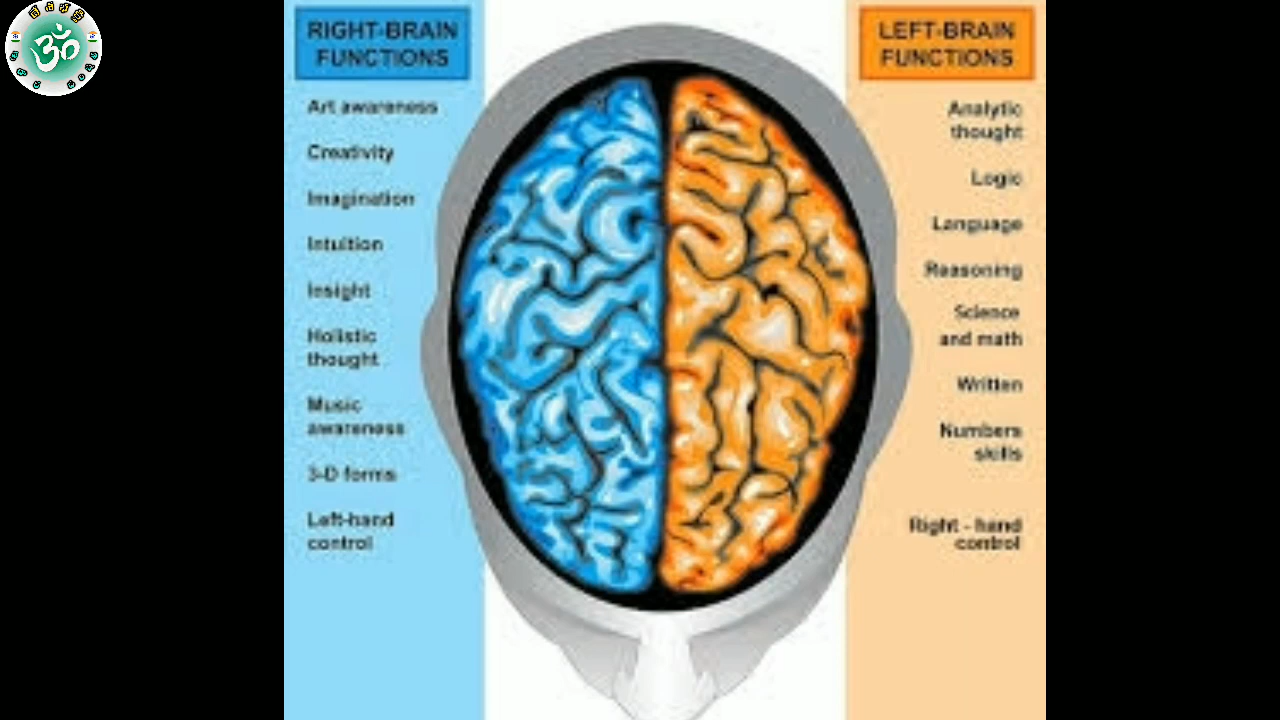 RIGHT-BRAIN
FUNCTIONS
Art awareness
Creativity
Imagination
Intuition
Insight
Holistic
thought
Music
awareness
3-D forms
Left-hand
control
LEFT-BRAIN
FUNCTIONS
Analytic
thought
Logic
Language
Reasoning
Science
and math
Written
Numbers
skills
Right - hand
control
ॐ